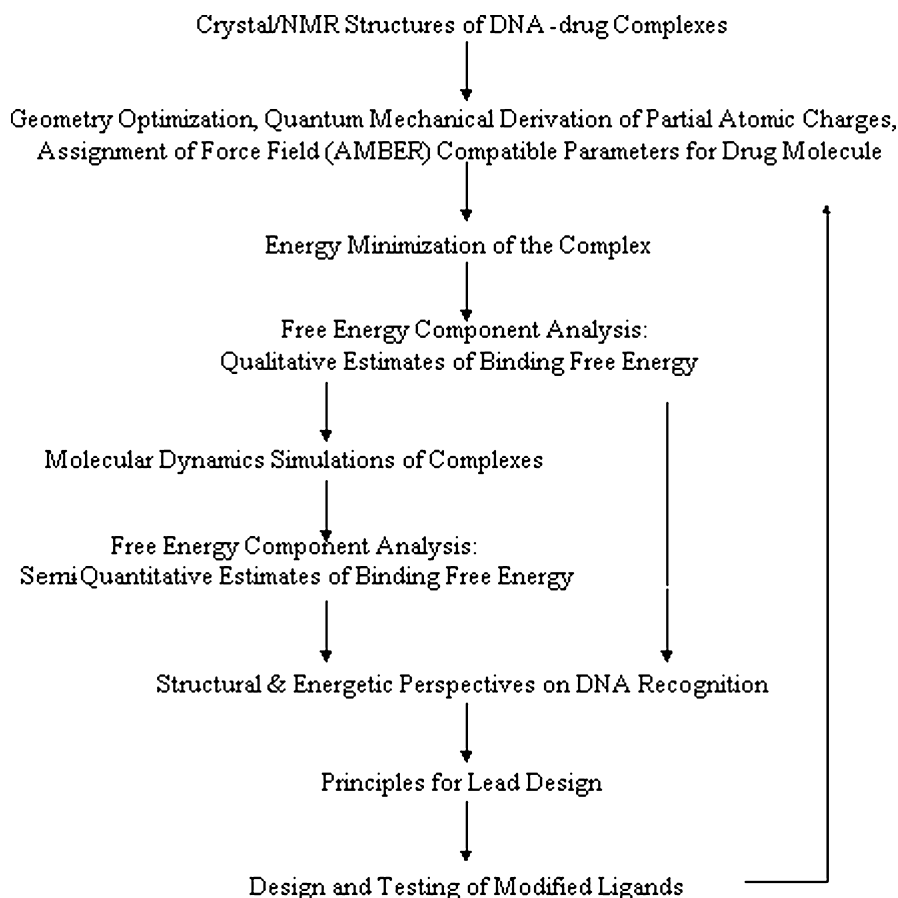 Crystal/NMR Structures of DNA -drug Complexes
Geometry Optimization, Quantum Mechanical Derivation of Partial Atomic Charges,
Assignment of Force Field (AMBER) Compatible Parameters for Drug Molecule
Energy Minimization of the Complex
Free Energy Component Analysis:
Qualitative Estimates of Binding Free Energy
Molecular Dynamics Simulations of Complexes
Free Energy Component Analysis:
Semi Quantitative Estimates of Binding Free Energy
Structural & Energetic Perspectives on DNA Recognition
Principles for Lead Design
Design and Testing of Modified Ligands